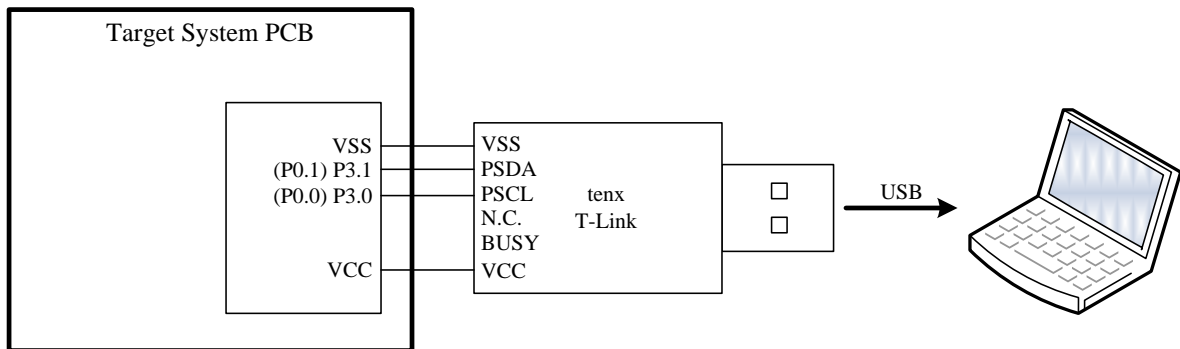 Target System PCB
VSS
(P0.1) P3.1
(P0.0) P3.0
VCC
VSS
PSDA
PSCL
N.C.
BUSY
VCC
tenx
T-Link
USB